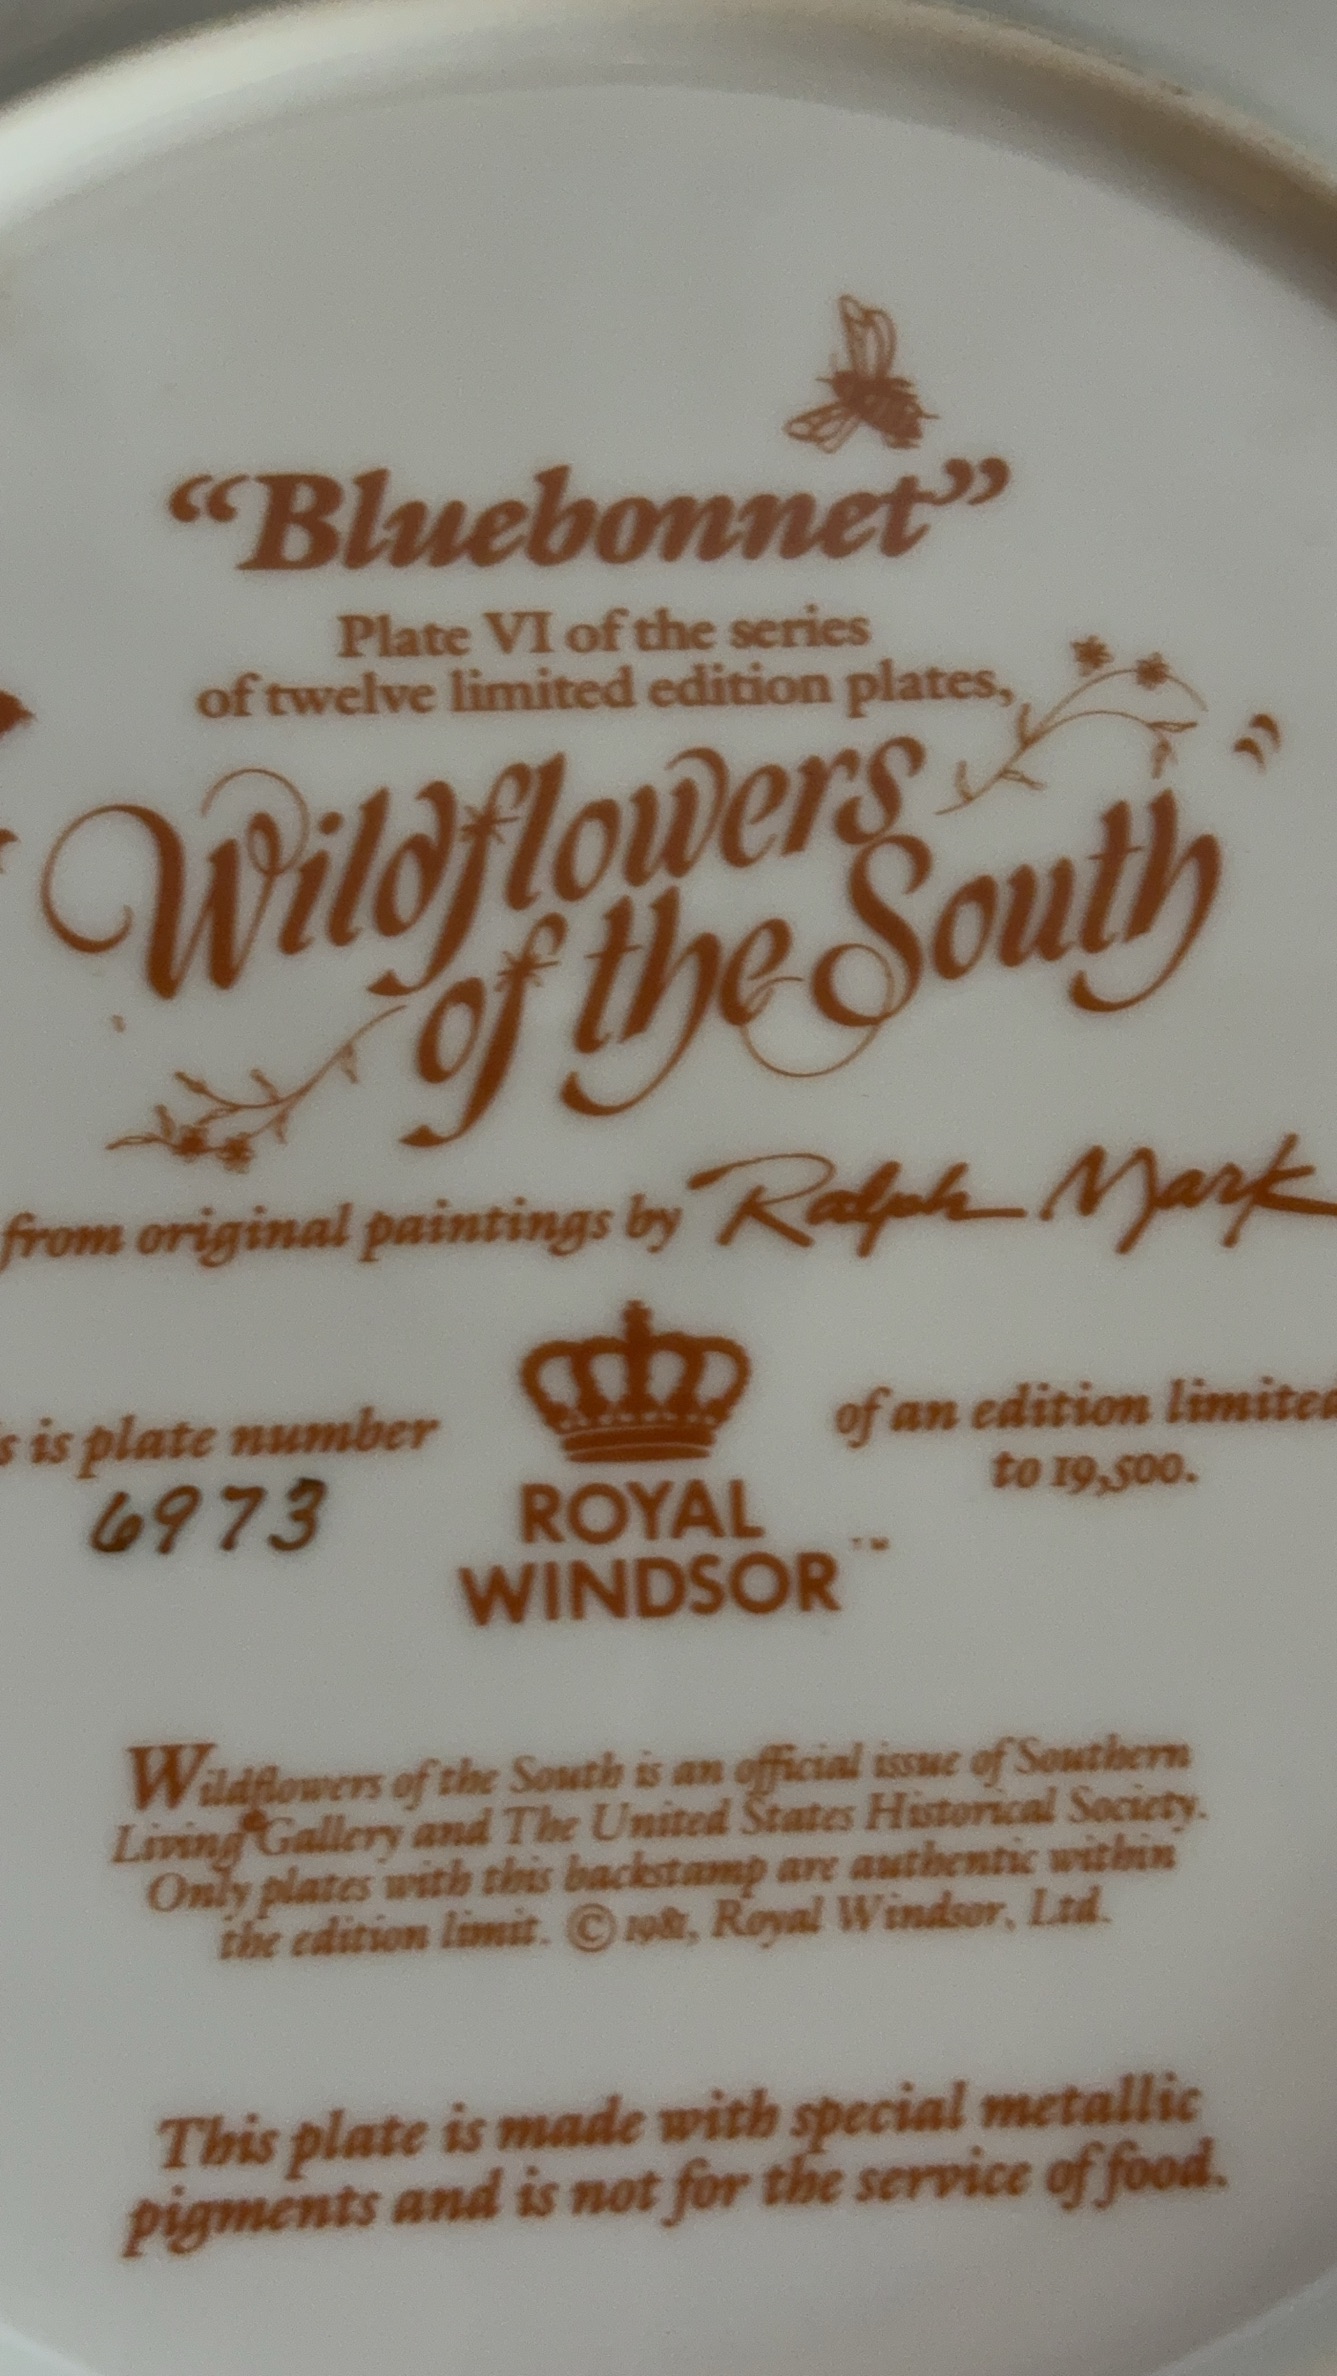 “Bluebonnet”
Plate VI of the series
of twelve limited edition plates,
Wildflowers
of the South
from original paintings by Ralph Mark
s is plate number
6973
of an edition limited
to 19,500.
ROYAL
WINDSOR™
Wildflowers of the South is an official issue of Southern
Living Gallery and The United States Historical Society.
Only plates with this backstamp are authentic within
the edition limit. © 1981, Royal Windsor, Ltd.
This plate is made with special metallic
pigments and is not for the service of food.